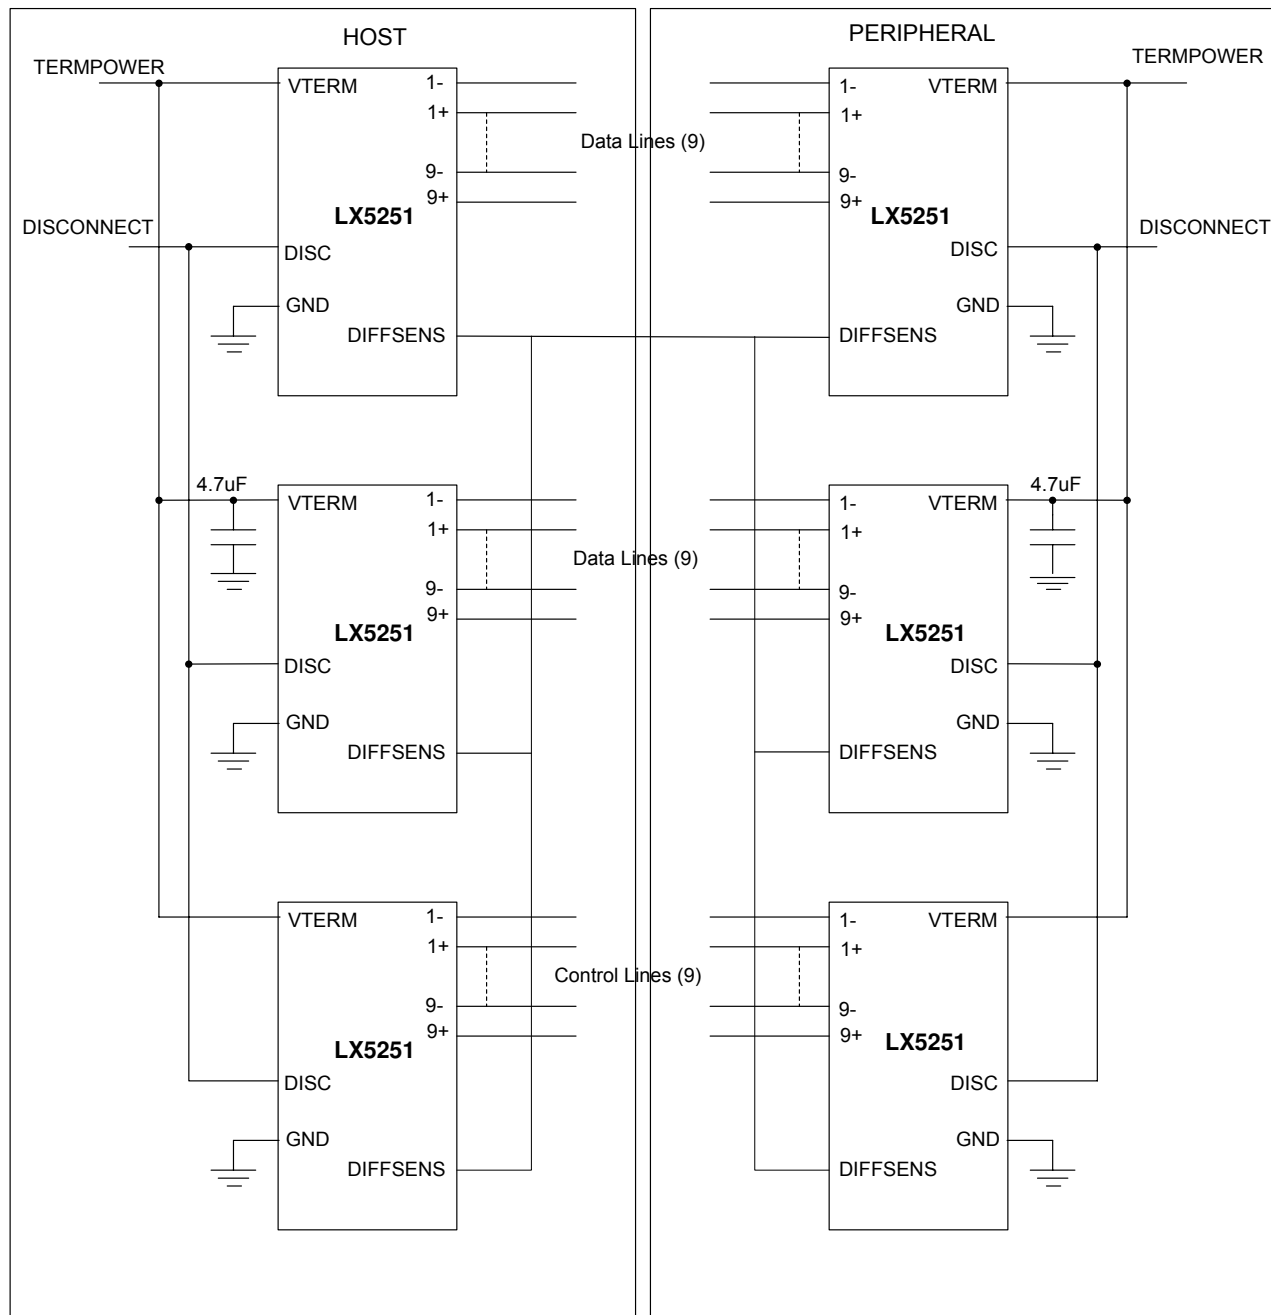 HOST
PERIPHERAL
TERMPOWER
TERMPOWER
VTERM
1-
1+
9-
9+
LX5251
DISC
GND
DIFFSENS
DISCONNECT
Data Lines (9)
1-
VTERM
1+
9-
9+
LX5251
DISC
GND
DIFFSENS
DISCONNECT
4.7uF
VTERM
1-
1+
9-
9+
LX5251
DISC
GND
DIFFSENS
Data Lines (9)
1-
VTERM
4.7uF
1+
9-
9+
LX5251
DISC
GND
DIFFSENS
VTERM
1-
1+
9-
9+
LX5251
DISC
GND
DIFFSENS
Control Lines (9)
1-
VTERM
1+
9-
9+
LX5251
DISC
GND
DIFFSENS